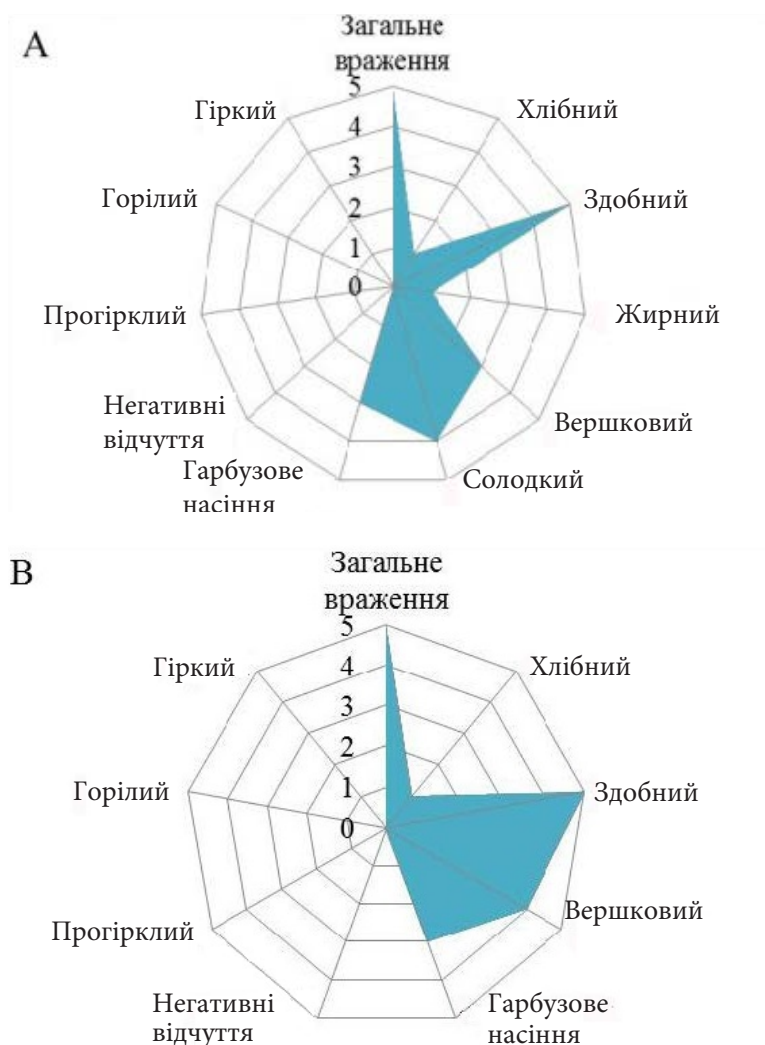 А
Загальне
враження
Гіркий
Хлібний
Горілий
Здобний
Прогірклий
Жирний
Негативні
відчуття
Вершковий
Гарбузове
насіння
Солодкий
5
4
3
2
1
0
В
Загальне
враження
Гіркий
Хлібний
Горілий
Здобний
Прогірклий
Вершковий
Негативні
відчуття
Гарбузове
насіння
5
4
3
2
1
0